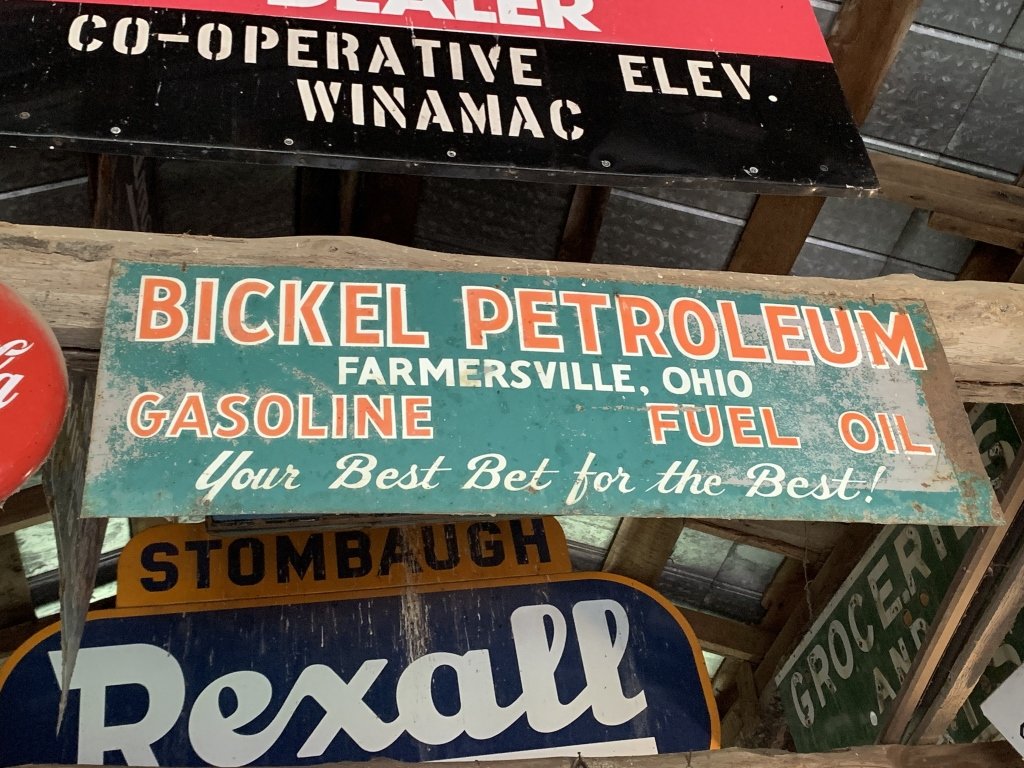 DEALER
CO-OPERATIVE ELEV.
WINAMAC
BICKEL PETROLEUM
FARMERSVILLE, OHIO
GASOLINE FUEL OIL
Your Best Bet for the Best!
STOMBAUGH
Rexall
GROCERIES
AND